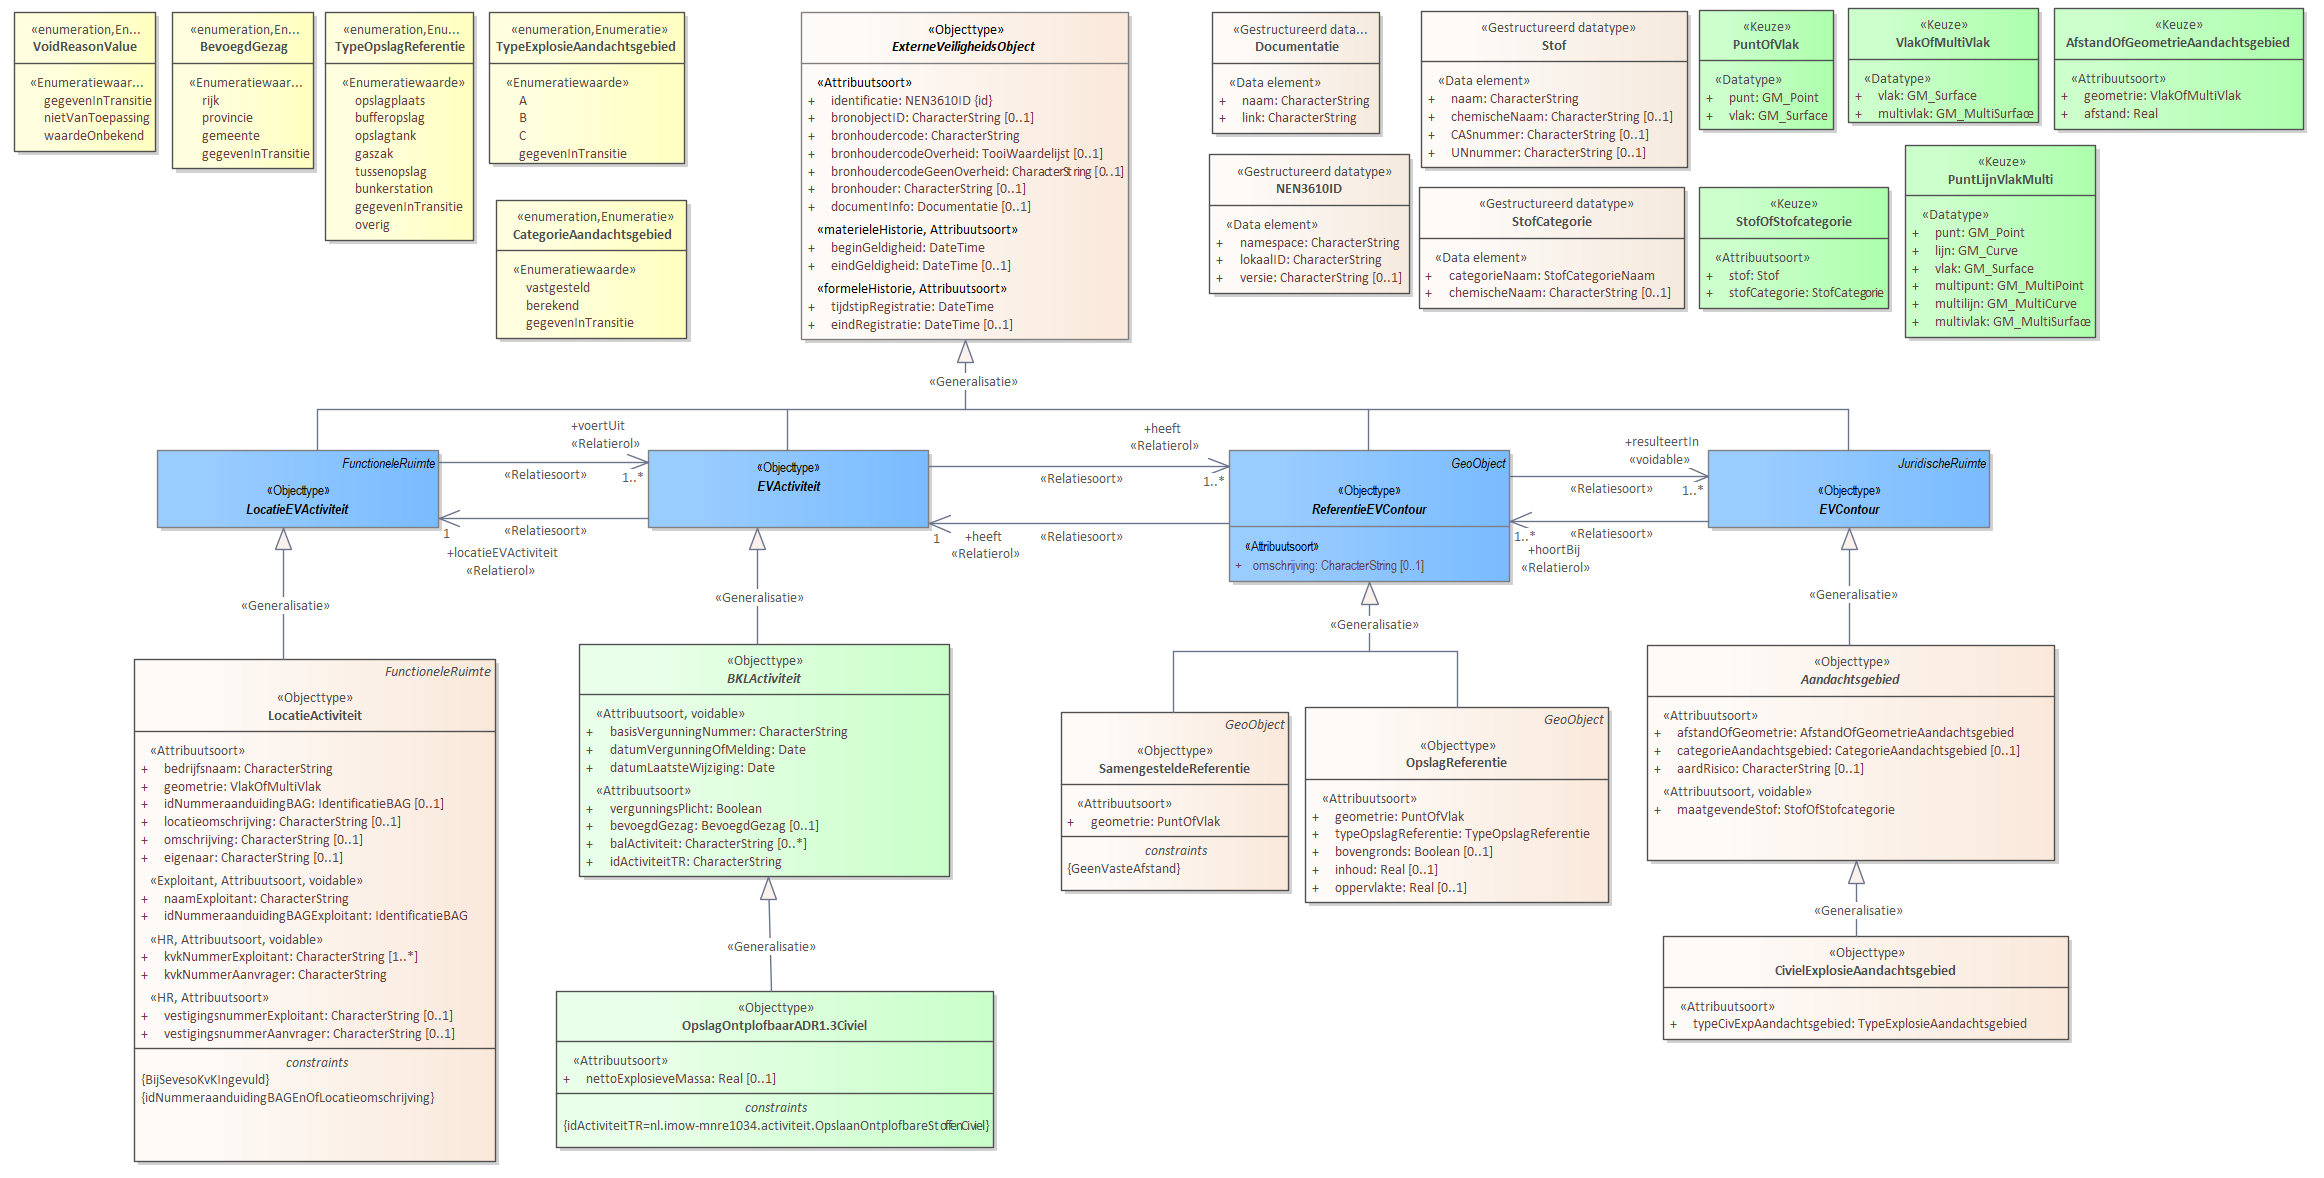 «enumeration,En...
VoidReasonValue
«Enumeratiewaar...
gegevenInTransitie
nietVanToepassing
waardeOnbekend
«enumeration,En...
BevoegdGezag
«Enumeratiewaar...
+ rijk
+ provincie
+ gemeente
+ gegevenInTransitie
«enumeration,Enu...
TypeOpslagReferentie
«Enumeratiewaarde»
opslagplaats
bufferopslag
opslagtank
gaszak
tussenopslag
bunkerstation
gegevenInTransitie
overig
«enumeration,Enumeratie»
TypeExplosieAandachtsgebied
«Enumeratiewaarde»
A
B
C
gegevenInTransitie
«enumeration,Enumeratie»
CategorieAandachtsgebied
«Enumeratiewaarde»
vastgesteld
berekend
gegevenInTransitie
«Objecttype»
ExterneVeiligheidsObject
«Attribuutsoort»
+ identificatie: NEN3610ID {id}
+ bronobjectID: CharacterString [0..1]
+ bronhoudercode: CharacterString
+ bronhoudercodeOverheid: TooiWaardelijst [0..1]
+ bronhoudercodeGeenOverheid: CharacterString [0..1]
+ bronhouder: CharacterString [0..1]
+ documentInfo: Documentatie [0..1]
«materieleHistorie, Attribuutsoort»
+ beginGeldigheid: DateTime
+ eindGeldigheid: DateTime [0..1]
«formeleHistorie, Attribuutsoort»
+ tijdstipRegistratie: DateTime
+ eindRegistratie: DateTime [0..1]
«Gestructureerd data...
Documentatie
«Data element»
+ naam: CharacterString
+ link: CharacterString
«Gestructureerd datatype»
NEN3610ID
«Data element»
+ namespace: CharacterString
+ lokaalID: CharacterString
+ versie: CharacterString [0..1]
«Gestructureerd datatype»
Stof
«Data element»
+ naam: CharacterString
+ chemischeNaam: CharacterString [0..1]
+ CASnummer: CharacterString [0..1]
+ UNnummer: CharacterString [0..1]
«Gestructureerd datatype»
StofCategorie
«Data element»
+ categorieNaam: StofCategorieNaam
+ chemischeNaam: CharacterString [0..1]
«Keuze»
PuntOfVlak
«Datatype»
+ punt: GM_Point
+ vlak: GM_Surface
«Keuze»
VlakOfMultiVlak
«Datatype»
+ vlak: GM_Surface
+ multivlak: GM_MultiSurface
«Keuze»
AfstandOfGeometrieAandachtsgebied
«Attribuutsoort»
+ geometrie: VlakOfMultiVlak
+ afstand: Real
«Keuze»
StofOfStofcategorie
«Attribuutsoort»
+ stof: Stof
+ stofCategorie: StofCategorie
«Keuze»
PuntLijnVlakMulti
«Datatype»
+ punt: GM_Point
+ lijn: GM_Curve
+ vlak: GM_Surface
+ multipunt: GM_MultiPoint
+ multilijn: GM_MultiCurve
+ multivlak: GM_MultiSurface
«Generalisatie»
FunctioneleRuimte
«Objecttype»
LocatieEVActiviteit
+voertUit
«Relatierol»
«Relatiesoort»
1..*
«Relatiesoort»
1
+locatieEVActiviteit
«Relatierol»
«Objecttype»
EVActiviteit
+heeft
«Relatierol»
«Relatiesoort»
1..*
«Relatiesoort»
1
+heeft
«Relatierol»
GeoObject
«Objecttype»
ReferentieEVContour
«Attribuutsoort»
+ omschrijving: CharacterString [0..1]
+resulteertIn
«voidable»
«Relatiesoort»
1..*
«Relatiesoort»
1..*
+hoortBij
«Relatierol»
JuridischeRuimte
«Objecttype»
EVContour
«Generalisatie»
«Generalisatie»
«Generalisatie»
«Generalisatie»
FunctioneleRuimte
«Objecttype»
LocatieActiviteit
«Attribuutsoort»
+ bedrijfsnaam: CharacterString
+ geometrie: VlakOfMultiVlak
+ idNummeraanduidingBAG: IdentificatieBAG [0..1]
+ locatieomschrijving: CharacterString [0..1]
+ omschrijving: CharacterString [0..1]
+ eigenaar: CharacterString [0..1]
«Exploitant, Attribuutsoort, voidable»
+ naamExploitant: CharacterString
+ idNummeraanduidingBAGExploitant: IdentificatieBAG
«HR, Attribuutsoort, voidable»
+ kvkNummerExploitant: CharacterString [1..*]
+ kvkNummerAanvrager: CharacterString
«HR, Attribuutsoort»
+ vestigingsnummerExploitant: CharacterString [0..1]
+ vestigingsnummerAanvrager: CharacterString [0..1]
constraints
{BijSevesoKvKIngevuld}
{idNummeraanduidingBAGEnOfLocatieomschrijving}
«Objecttype»
BKLActiviteit
«Attribuutsoort, voidable»
+ basisVergunningNummer: CharacterString
+ datumVergunningOfMelding: Date
+ datumLaatsteWijziging: Date
«Attribuutsoort»
+ vergunningsPlicht: Boolean
+ bevoegdGezag: BevoegdGezag [0..1]
+ balActiviteit: CharacterString [0..*]
+ idActiviteitTR: CharacterString
«Generalisatie»
«Objecttype»
OpslagOntplofbaarADR1.3Civiel
«Attribuutsoort»
+ nettoExplosieveMassa: Real [0..1]
constraints
{idActiviteitTR=nl.imow-mnre1034.activiteit.OpslaanOntplofbareStoffenCiviel}
GeoObject
«Objecttype»
SamengesteldeReferentie
«Attribuutsoort»
+ geometrie: PuntOfVlak
constraints
{GeenVasteAfstand}
GeoObject
«Objecttype»
OpslagReferentie
«Attribuutsoort»
+ geometrie: PuntOfVlak
+ typeOpslagReferentie: TypeOpslagReferentie
+ bovengronds: Boolean [0..1]
+ inhoud: Real [0..1]
+ oppervlakte: Real [0..1]
«Objecttype»
Aandachtsgebied
«Attribuutsoort»
+ afstandOfGeometrie: AfstandOfGeometrieAandachtsgebied
+ categorieAandachtsgebied: CategorieAandachtsgebied [0..1]
+ aardRisico: CharacterString [0..1]
«Attribuutsoort, voidable»
+ maatgevendeStof: StofOfStofcategorie
«Generalisatie»
«Objecttype»
CivielExplosieAandachtsgebied
«Attribuutsoort»
+ typeCivExpAandachtsgebied: TypeExplosieAandachtsgebied